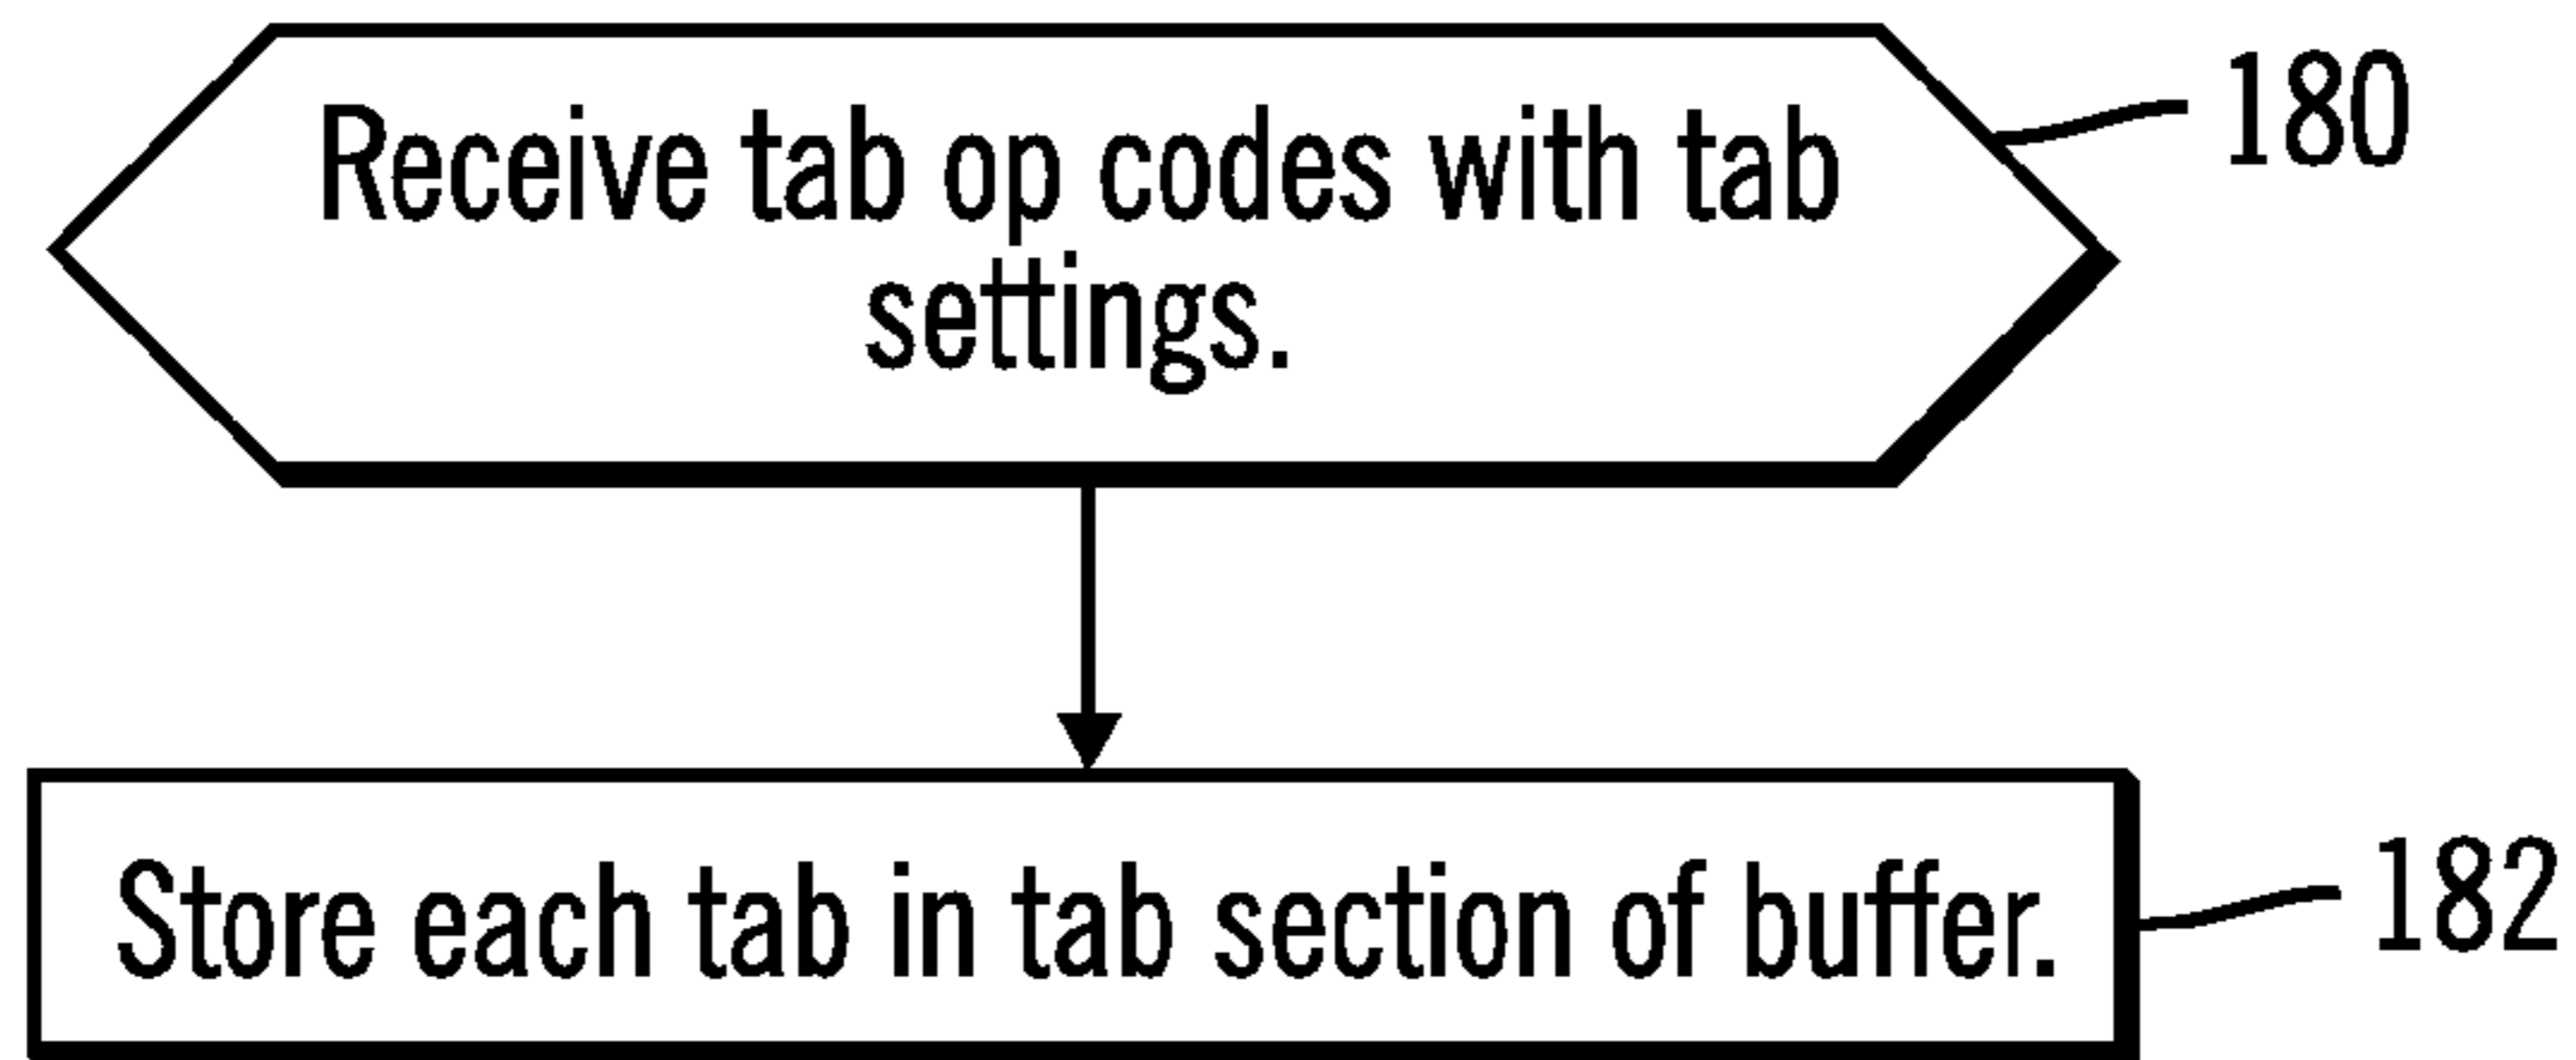 Receive tab op codes with tab
settings.
180
Store each tab in tab section of buffer.
182